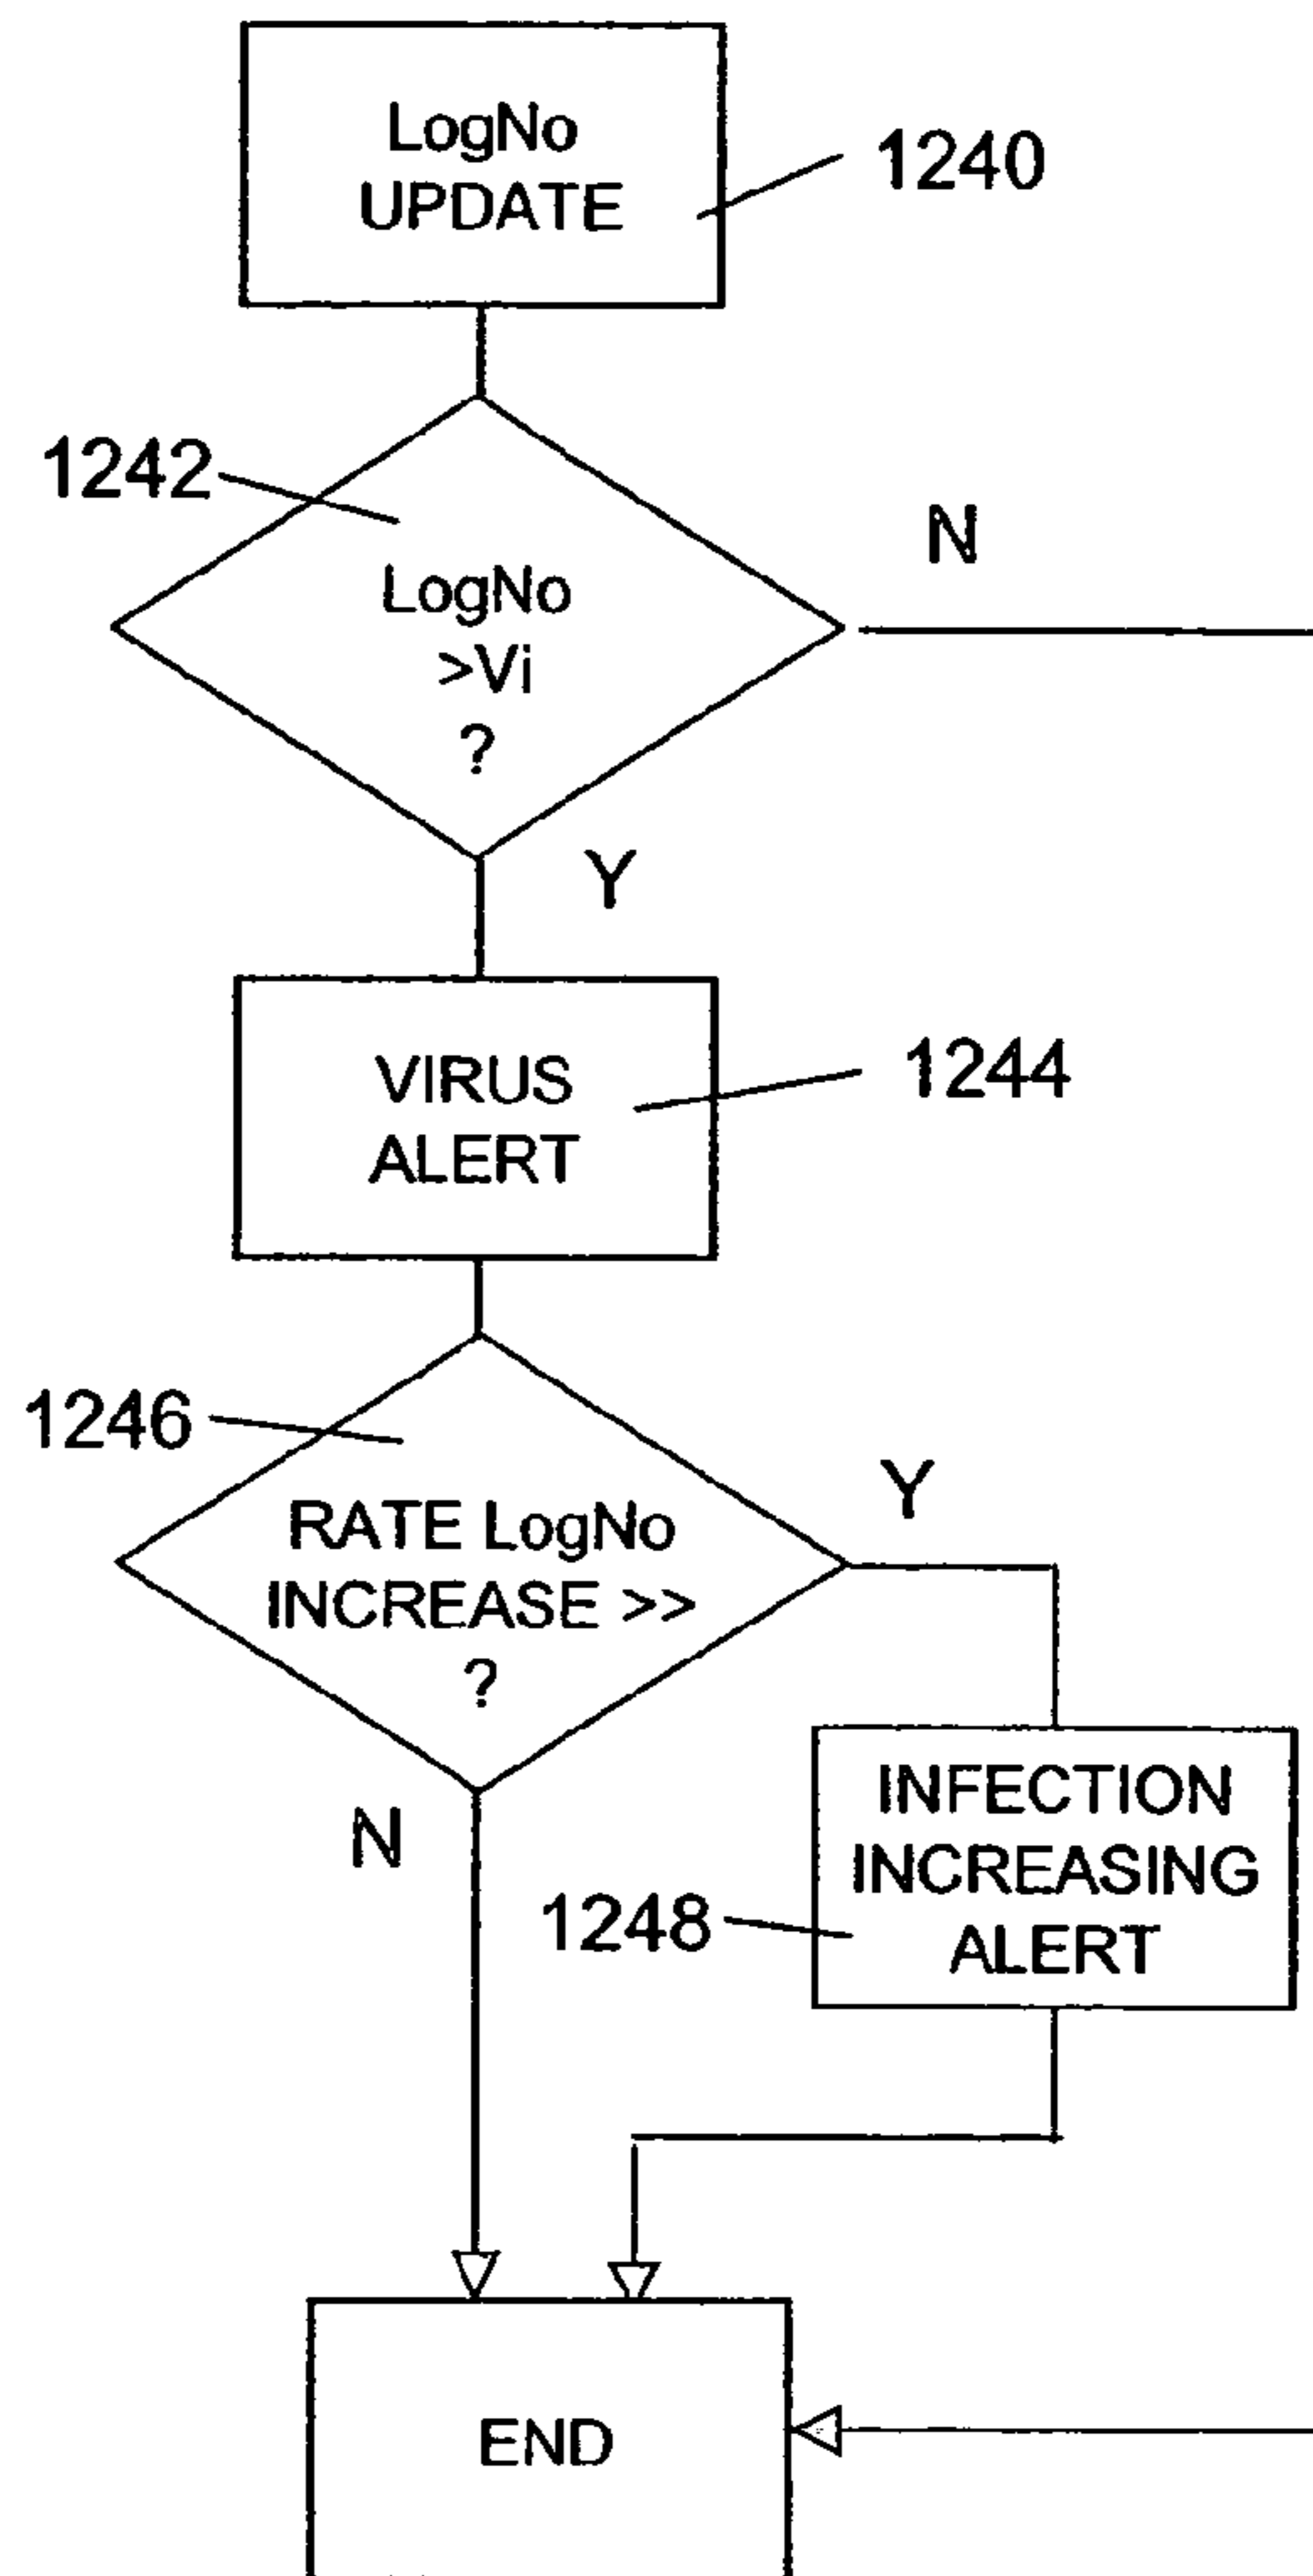 LogNo
UPDATE
1240
1242
N
LogNo
>Vi
?
Y
VIRUS
ALERT
1244
1246
Y
RATE LogNo
INCREASE >>
?
N
INFECTION
INCREASING
ALERT
1248
END